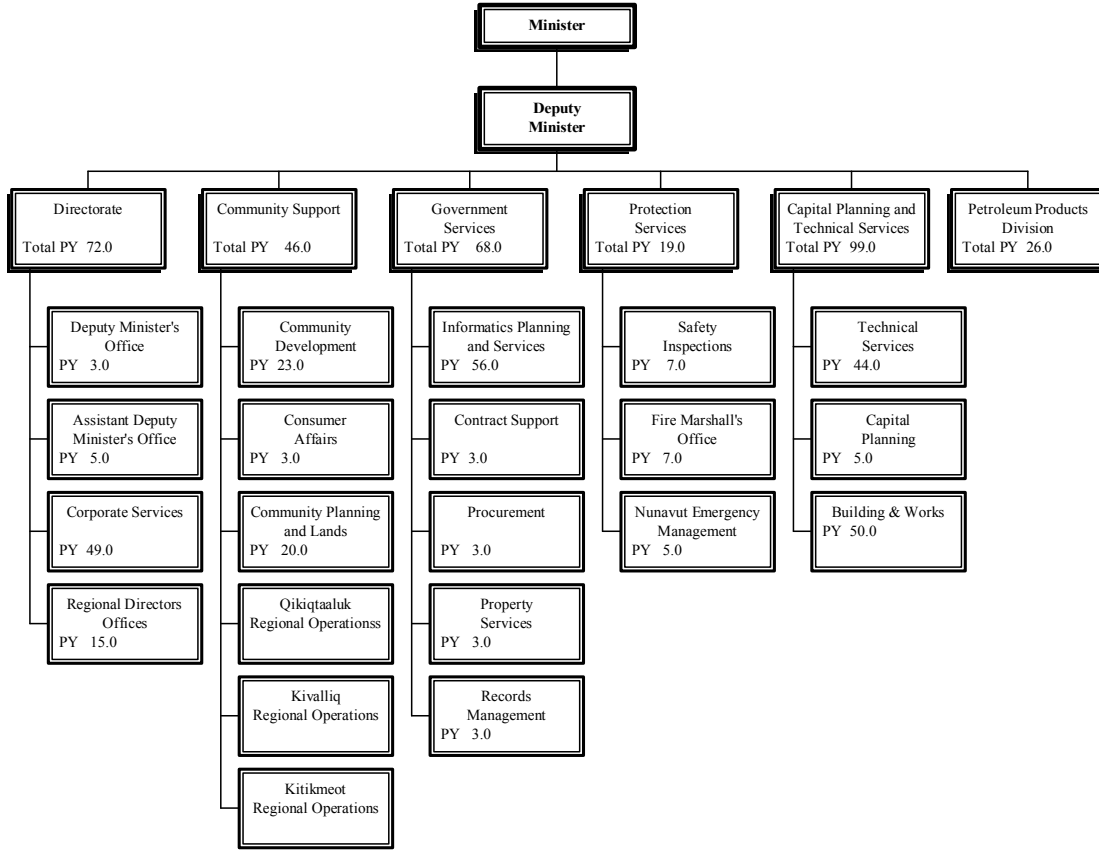 Minister
Deputy
Minister
Directorate
Total PY 72.0
Community Support
Total PY 46.0
Government
Services
Total PY 68.0
Protection
Services
Total PY 19.0
Capital Planning and
Technical Services
Total PY 99.0
Petroleum Products
Division
Total PY 26.0
Deputy Minister's
Office
PY 3.0
Assistant Deputy
Minister's Office
PY 5.0
Corporate Services
PY 49.0
Regional Directors
Offices
PY 15.0
Community
Development
PY 23.0
Consumer
Affairs
PY 3.0
Community Planning
and Lands
PY 20.0
Qikiqtaaluk
Regional Operationss
Kivalliq
Regional Operations
Kitikmeot
Regional Operations
Informatics Planning
and Services
PY 56.0
Contract Support
PY 3.0
Procurement
PY 3.0
Property
Services
PY 3.0
Records
Management
PY 3.0
Safety
Inspections
PY 7.0
Fire Marshall's
Office
PY 7.0
Nunavut Emergency
Management
PY 5.0
Technical
Services
PY 44.0
Capital
Planning
PY 5.0
Building & Works
PY 50.0